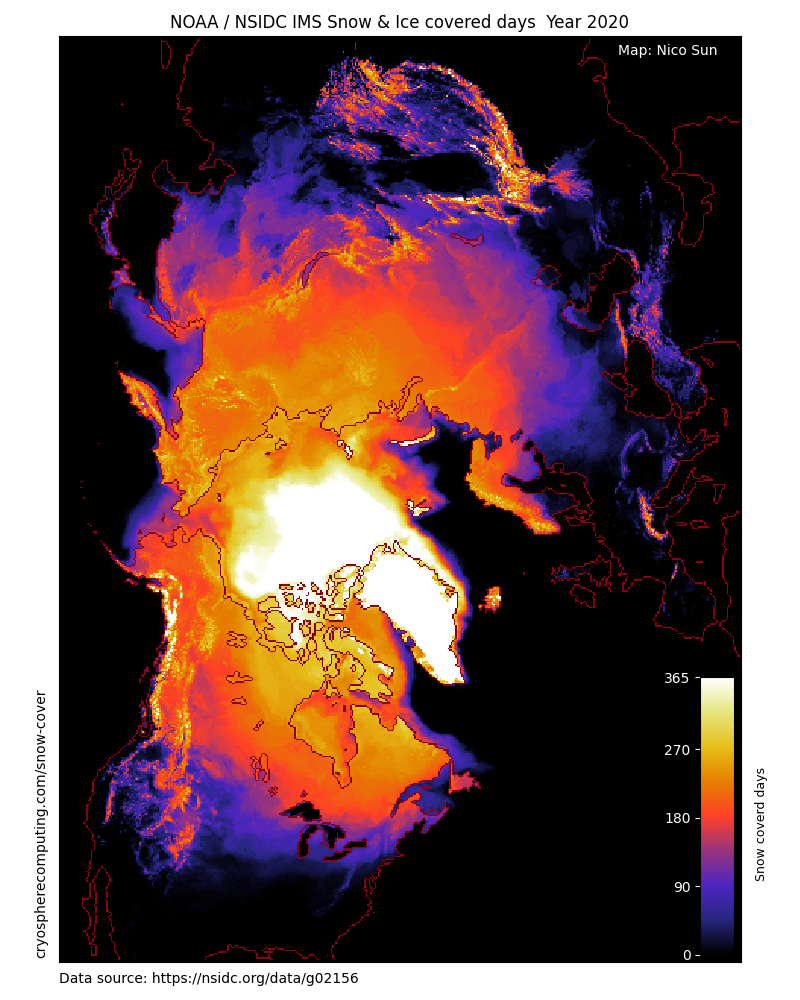 NOAA / NSIDC IMS Snow & Ice covered days  Year 2020
Map: Nico Sun
cryospherecomputing.com/snow-cover
365
270
180
90
0
Snow coverd days
Data source: https://nsidc.org/data/g02156